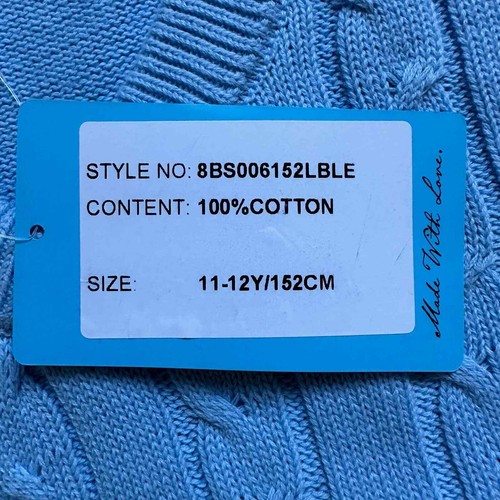 STYLE NO: 8BS006152LBLE
CONTENT: 100%COTTON
SIZE: 11-12Y/152CM
Made With Love.